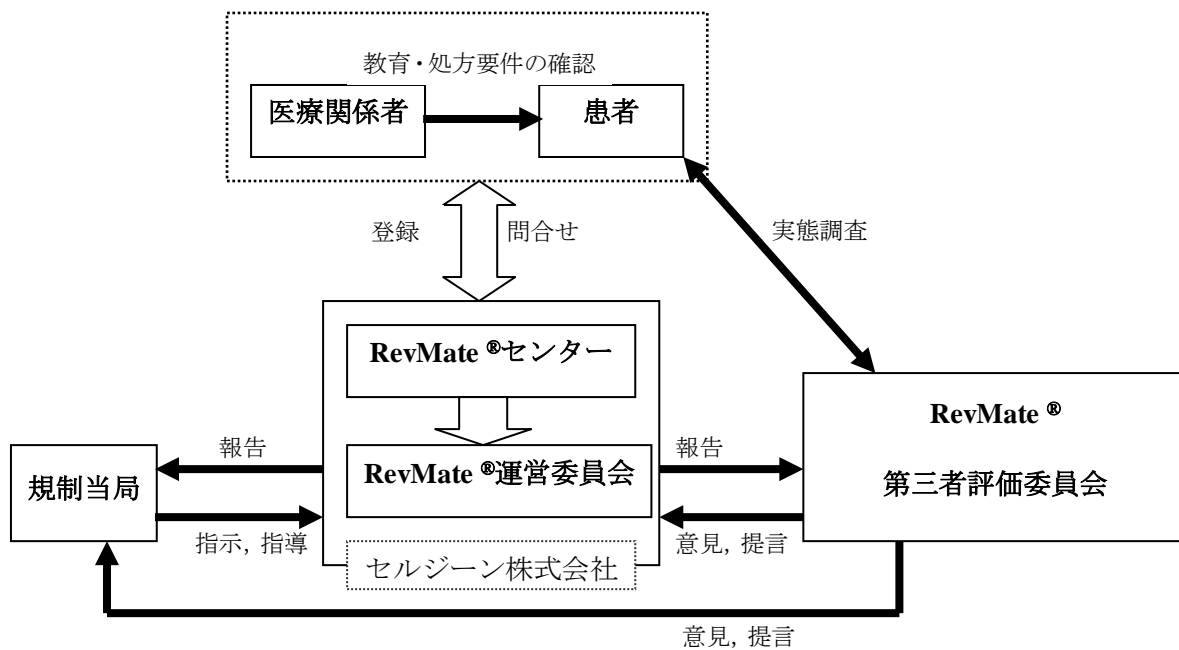 教育・処方要件の確認
医療関係者
患者
登録
問合せ
実態調査
RevMate ®センター
RevMate ®
報告
RevMate ®運営委員会
報告
規制当局
第三者評価委員会
指示, 指導
意見, 提言
セルジーン株式会社
意見, 提言